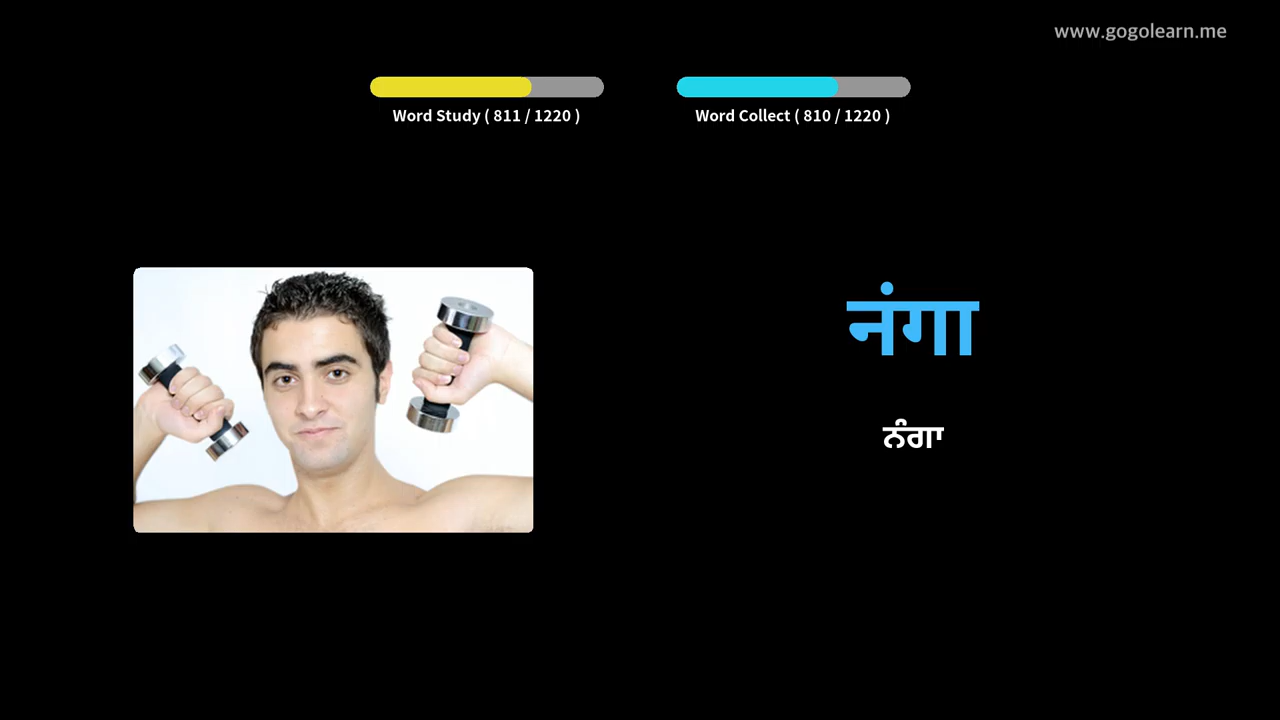 www.gogolearn.me
Word Study ( 811 / 1220 )
Word Collect ( 810 / 1220 )
नंगा
ਨੰਗਾ